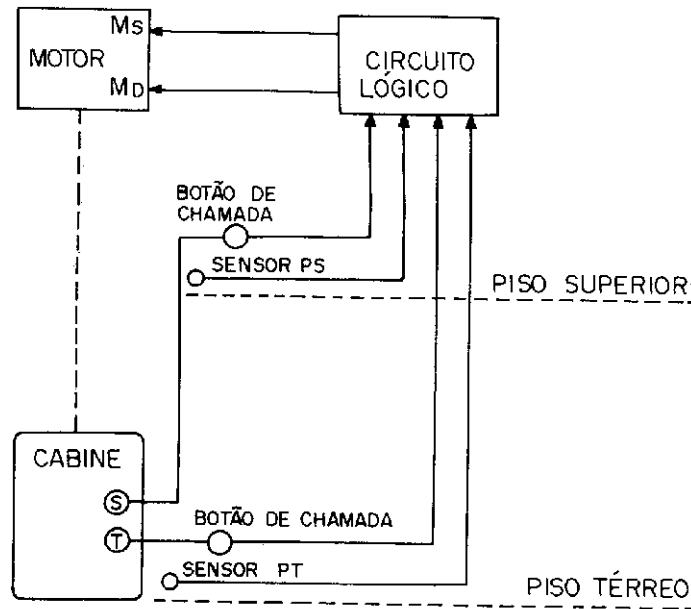 MS
MOTOR
MD
CIRCUITO
LÓGICO
BOTÃO DE
CHAMADA
SENSOR PS
PISO SUPERIOR
CABINE
S
T
BOTÃO DE CHAMADA
SENSOR PT
PISO TÉRREO